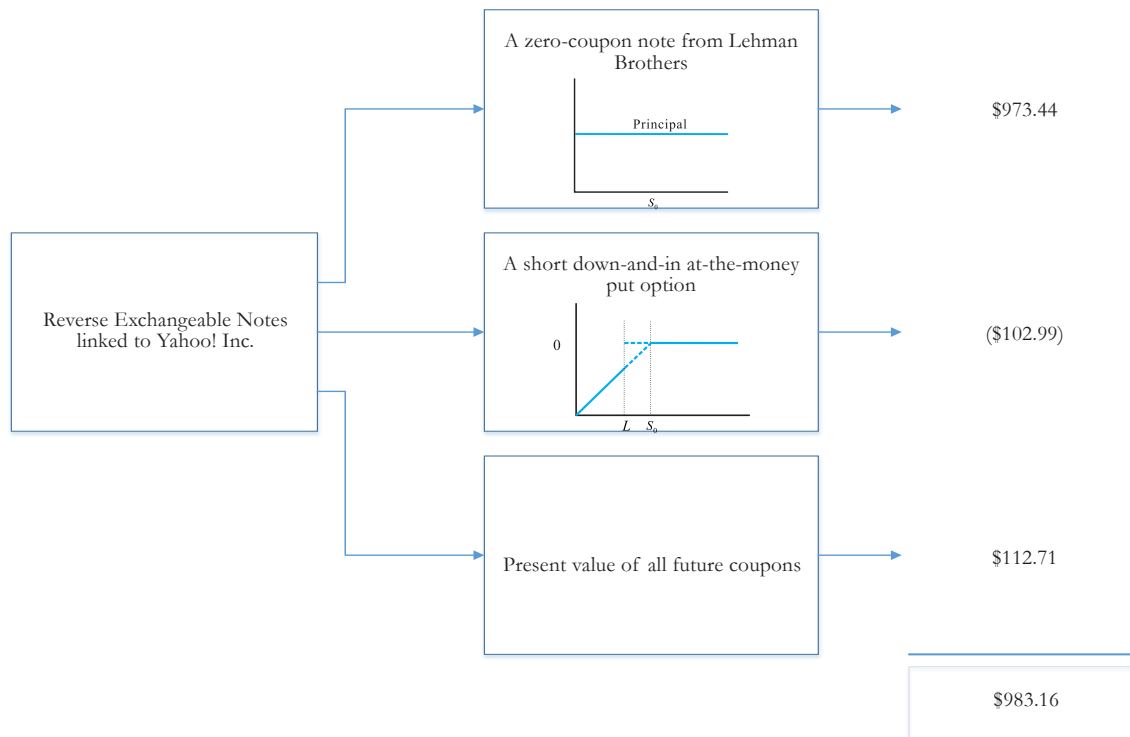 A zero-coupon note from Lehman
Brothers
Principal
S₀
$973.44
Reverse Exchangeable Notes
linked to Yahoo! Inc.
A short down-and-in at-the-money
put option
0
L S₀
($102.99)
Present value of all future coupons
$112.71
$983.16